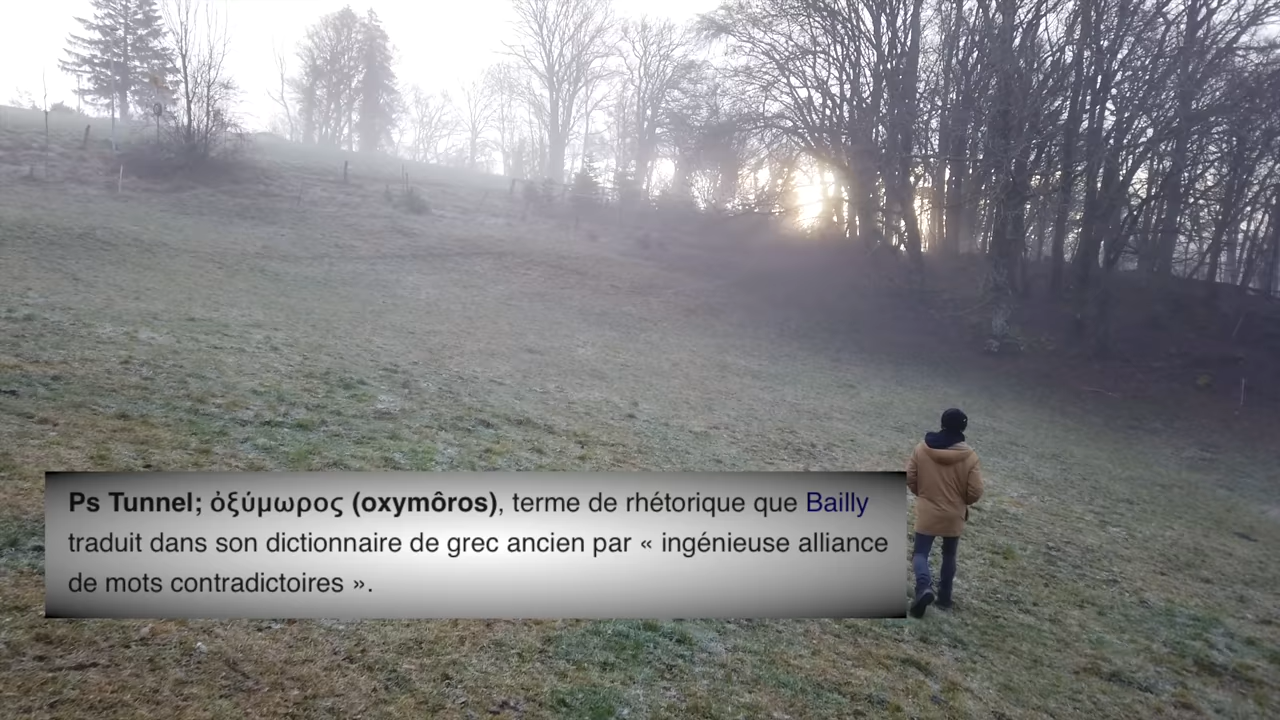 Ps Tunnel; ὀξύμωρος (oxymôros), terme de rhétorique que Bailly
traduit dans son dictionnaire de grec ancien par « ingénieuse alliance
de mots contradictoires ».